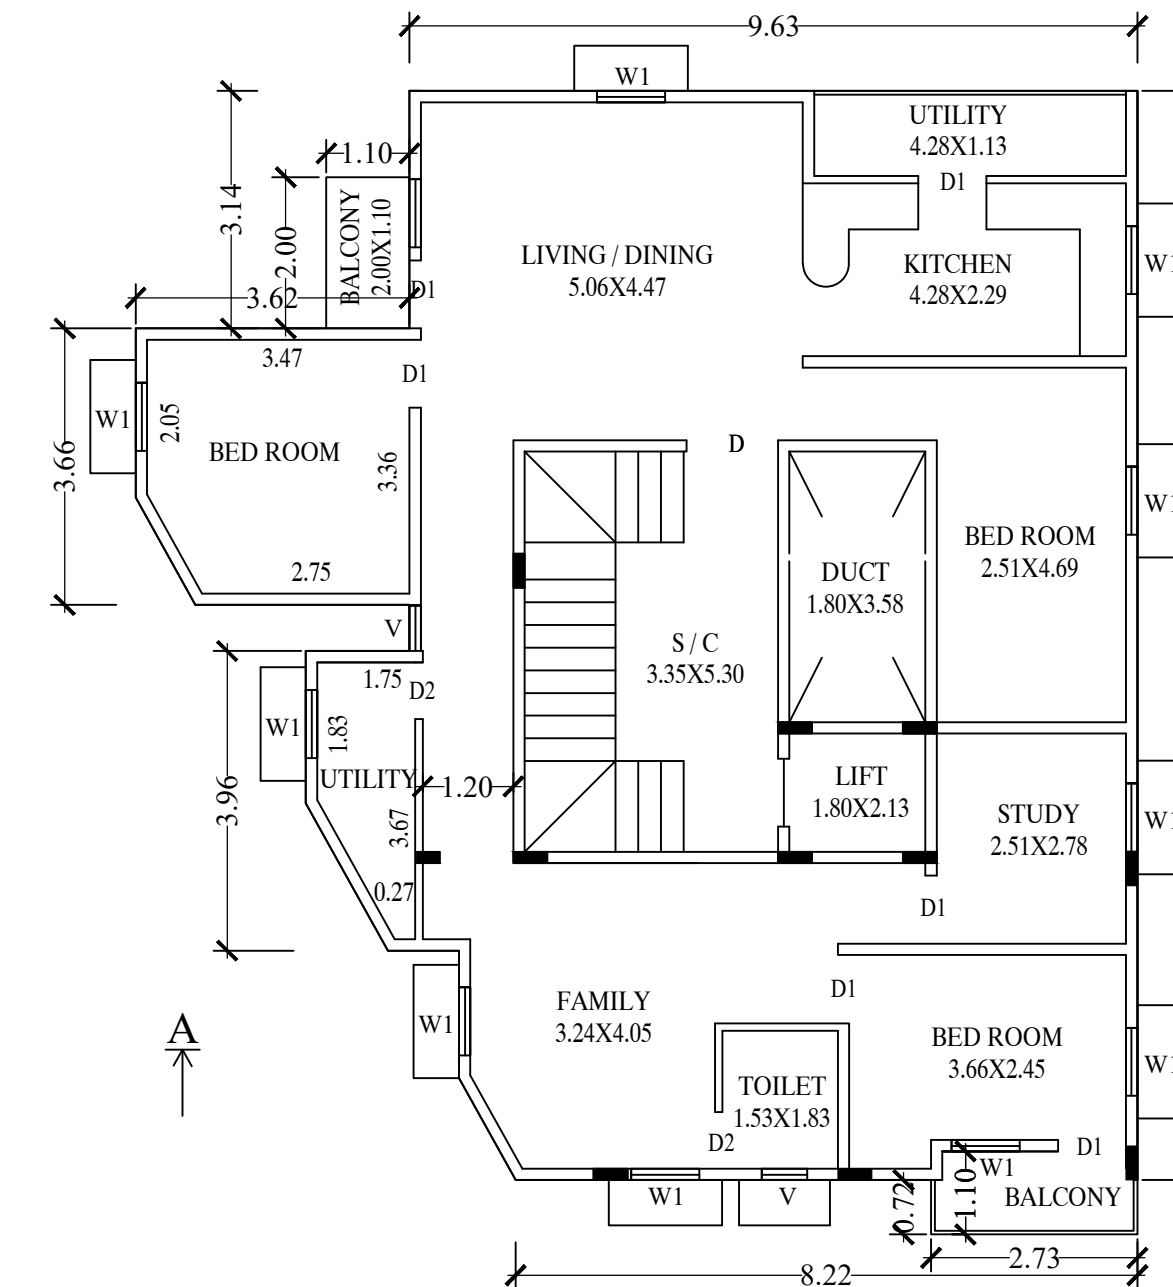 9.63
W1
UTILITY
4.28X1.13
1.10
D1
3.14
2.00
BALCONY
2.00X1.10
LIVING / DINING
5.06X4.47
KITCHEN
4.28X2.29
W1
3.62
D1
3.47
D1
W1
2.05
BED ROOM
3.36
3.66
D
W1
BED ROOM
2.51X4.69
2.75
DUCT
1.80X3.58
V
S / C
3.35X5.30
1.75
D2
W1
1.83
UTILITY
1.20
LIFT
1.80X2.13
3.96
3.67
STUDY
2.51X2.78
W1
0.27
D1
D1
FAMILY
3.24X4.05
W1
A
BED ROOM
3.66X2.45
W1
TOILET
1.53X1.83
D2
D1
W1
W1
V
0.72
1.10
BALCONY
2.73
8.22